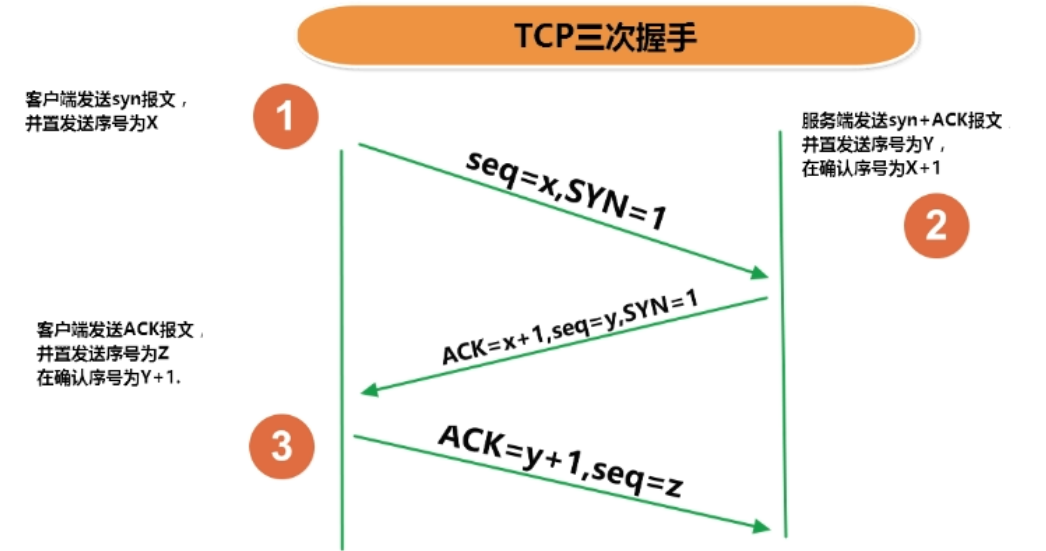 TCP三次握手
客户端发送syn报文，
并置发送序号为X
1
服务端发送syn+ACK报文
并置发送序号为Y，
在确认序号为X+1
2
seq=x,SYN=1
ACK=x+1,seq=y,SYN=1
客户端发送ACK报文，
并置发送序号为Z
在确认序号为Y+1.
3
ACK=y+1,seq=z